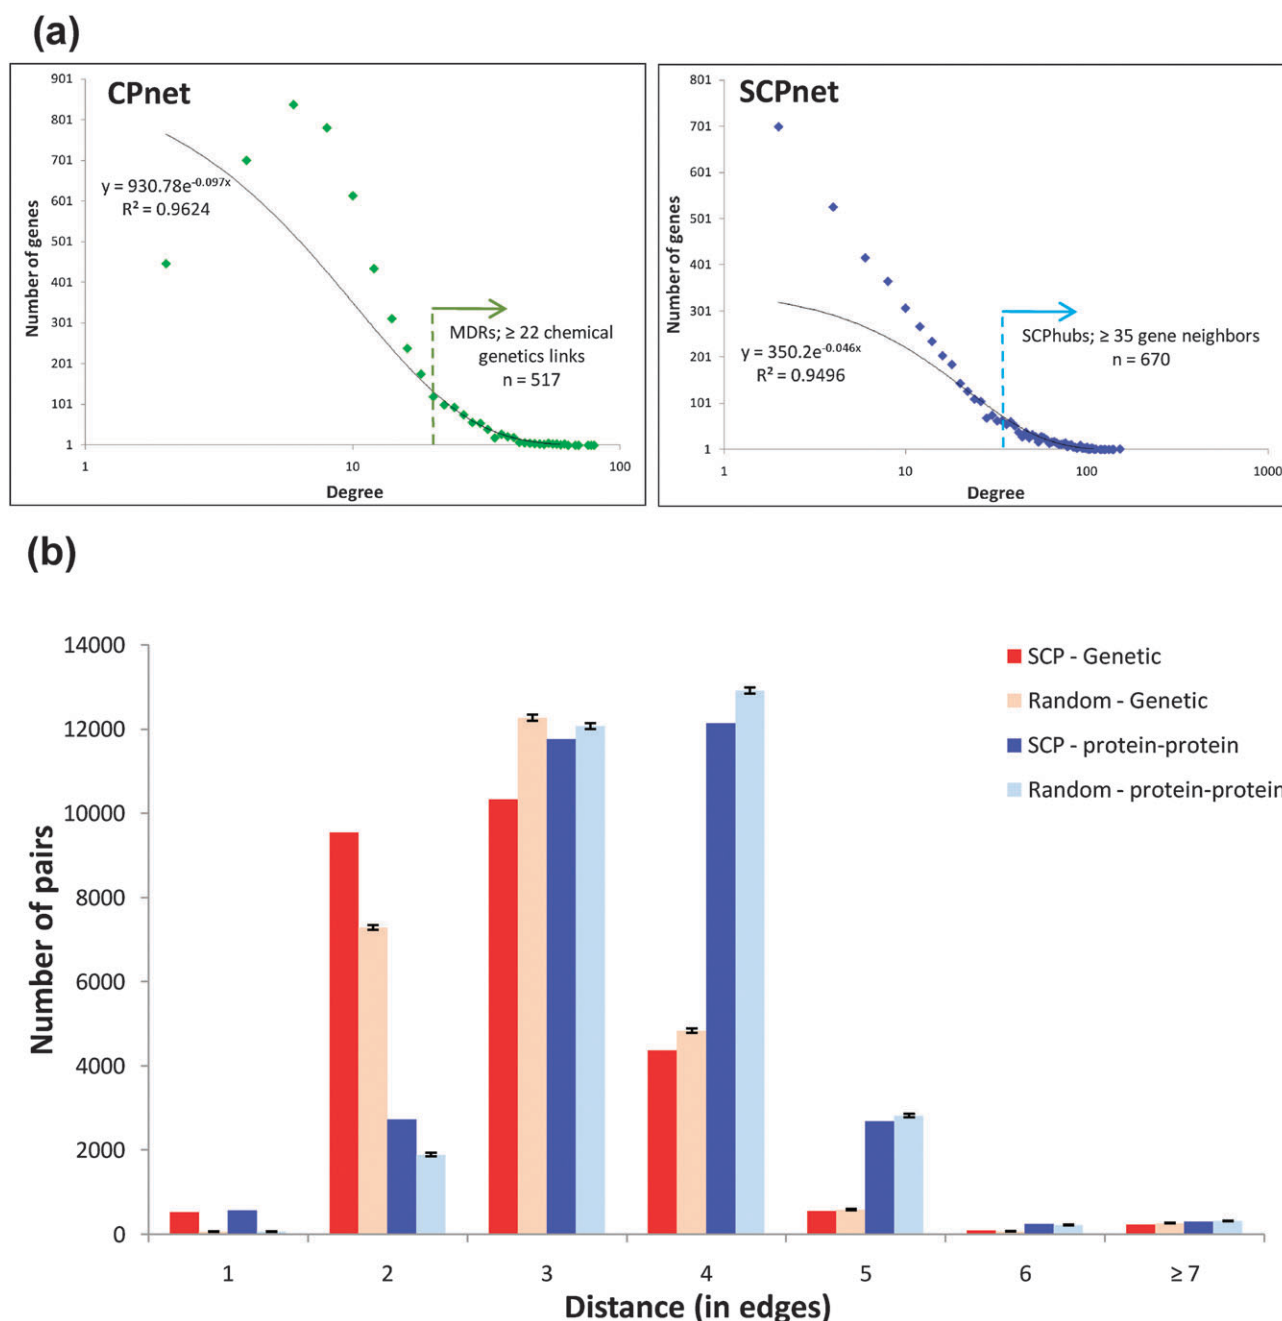 (a)
CPnet
Number of genes
901
801
701
601
501
401
301
201
101
1
y = 930.78e^-0.097x
R² = 0.9624
MDRs; ≥ 22 chemical
genetics links
n = 517
1
10
100
Degree
SCPnet
Number of genes
801
701
601
501
401
301
201
101
1
y = 350.2e^-0.046x
R² = 0.9496
SCPhubs; ≥ 35 gene neighbors
n = 670
1
10
100
1000
Degree
(b)
Number of pairs
14000
12000
10000
8000
6000
4000
2000
0
SCP - Genetic
Random - Genetic
SCP - protein-protein
Random - protein-protein
1
2
3
4
5
6
≥ 7
Distance (in edges)